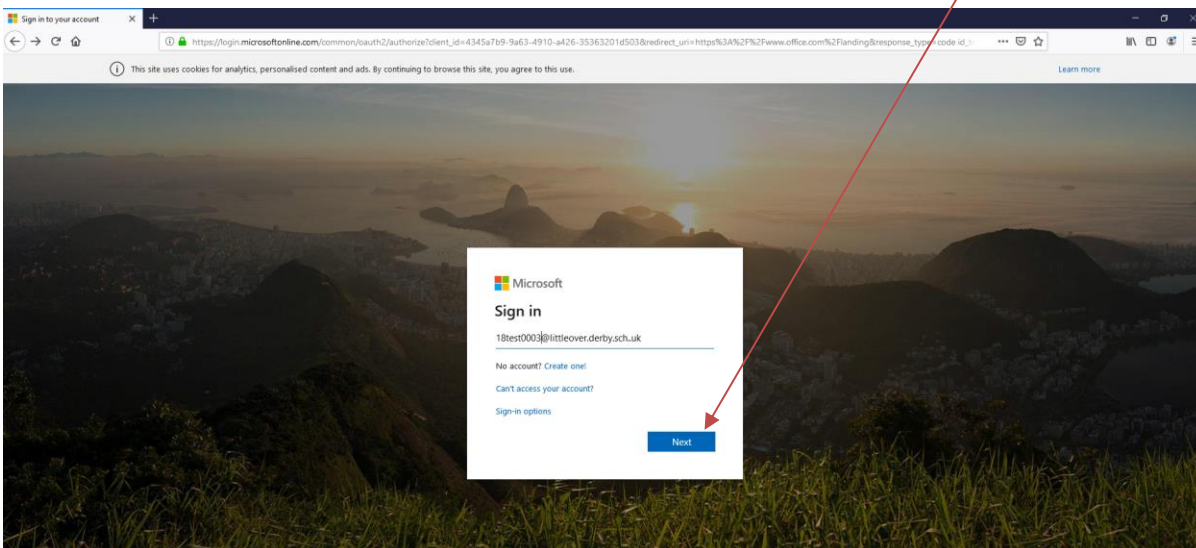 Sign in to your account
https://login.microsoftonline.com/common/oauth2/authorize?client_id=4345a7b9-9a63-4910-a426-35363201d503&redirect_uri=https%3A%2F%2Fwww.office.com%2Flanding&response_type=code id_
This site uses cookies for analytics, personalised content and ads. By continuing to browse this site, you agree to this use.
Learn more
Microsoft
Sign in
18test0003@littleover.derby.sch.uk
No account? Create one!
Can't access your account?
Sign-in options
Next